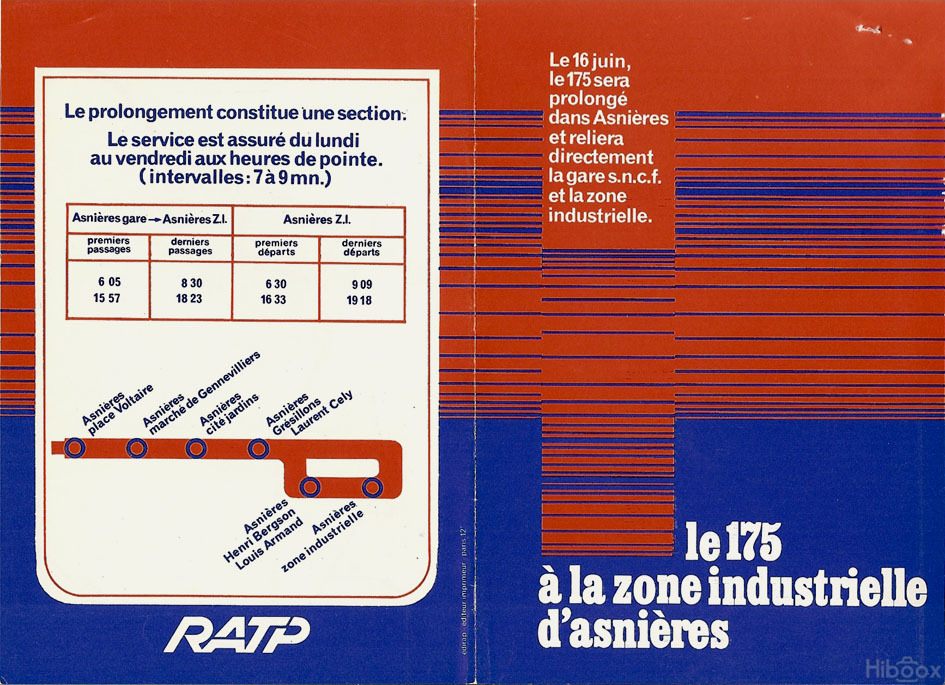 Le prolongement constitue une section.
Le service est assuré du lundi
au vendredi aux heures de pointe.
(intervalles: 7 à 9 mn.)
Asnières gare → Asnières Z.I.
Asnières Z.I.
premiers passages
derniers passages
premiers départs
derniers départs
6 05
8 30
6 30
9 09
15 57
18 23
16 33
19 18
Asnières
place Voltaire
Asnières
marché de Gennevilliers
Asnières
cité jardins
Asnières
Grésillons
Laurent Cely
Asnières
Henri Bergson
Louis Armand
Asnières
zone industrielle
RATP
édirap. éditeur imprimeur. paris 12e
Le 16 juin,
le 175 sera
prolongé
dans Asnières
et reliera
directement
la gare s.n.c.f.
et la zone
industrielle.
le 175
à la zone industrielle
d'asnières
Hiboox